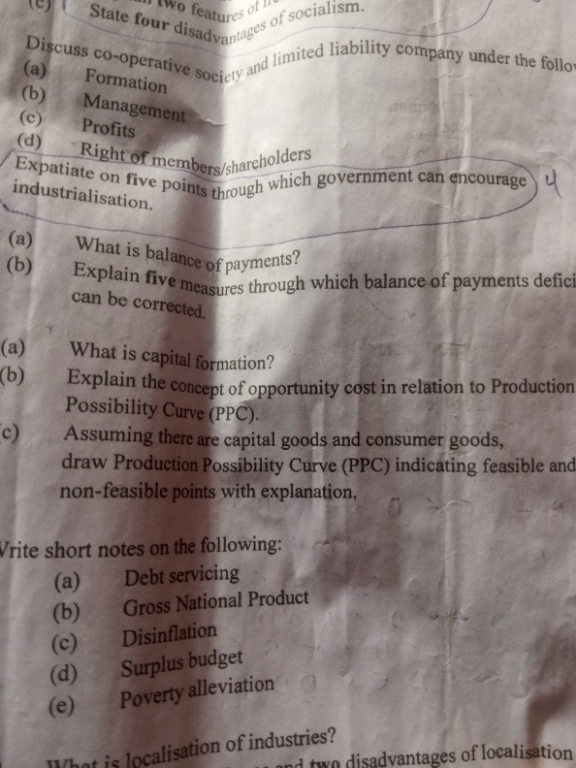 (c)
two features of
State four disadvantages of socialism.
Discuss co-operative society and limited liability company under the follo
(a) Formation
(b) Management
(c) Profits
(d) Right of members/shareholders
Expatiate on five points through which government can encourage 4
industrialisation.
(a) What is balance of payments?
(b) Explain five measures through which balance of payments defici
can be corrected.
(a) What is capital formation?
(b) Explain the concept of opportunity cost in relation to Production
Possibility Curve (PPC).
c) Assuming there are capital goods and consumer goods,
draw Production Possibility Curve (PPC) indicating feasible and
non-feasible points with explanation,
Write short notes on the following:
(a) Debt servicing
(b) Gross National Product
(c) Disinflation
(d) Surplus budget
(e) Poverty alleviation
What is localisation of industries?
and two disadvantages of localisation